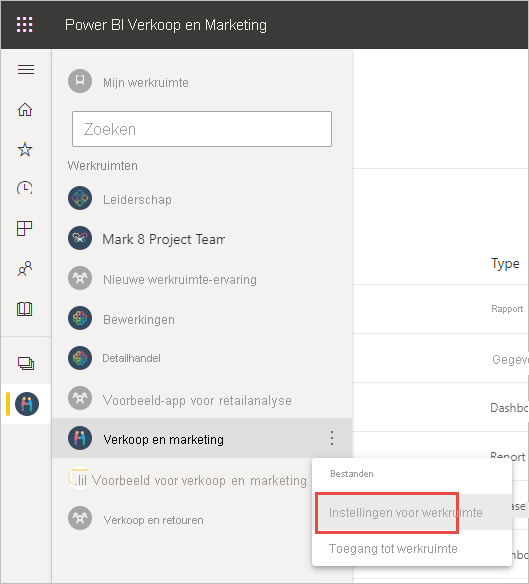 Power BI Verkoop en Marketing
Mijn werkruimte
Zoeken
Werkruimten
Leiderschap
Mark 8 Project Team
Nieuwe werkruimte-ervaring
Bewerkingen
Detailhandel
Voorbeeld-app voor retailanalyse
Verkoop en marketing
Voorbeeld voor verkoop en marketing
Verkoop en retouren
Bestanden
Instellingen voor werkruimte
Toegang tot werkruimte
Type
Rapport
Gegev
Dashbo
Report
ase
Dashbo